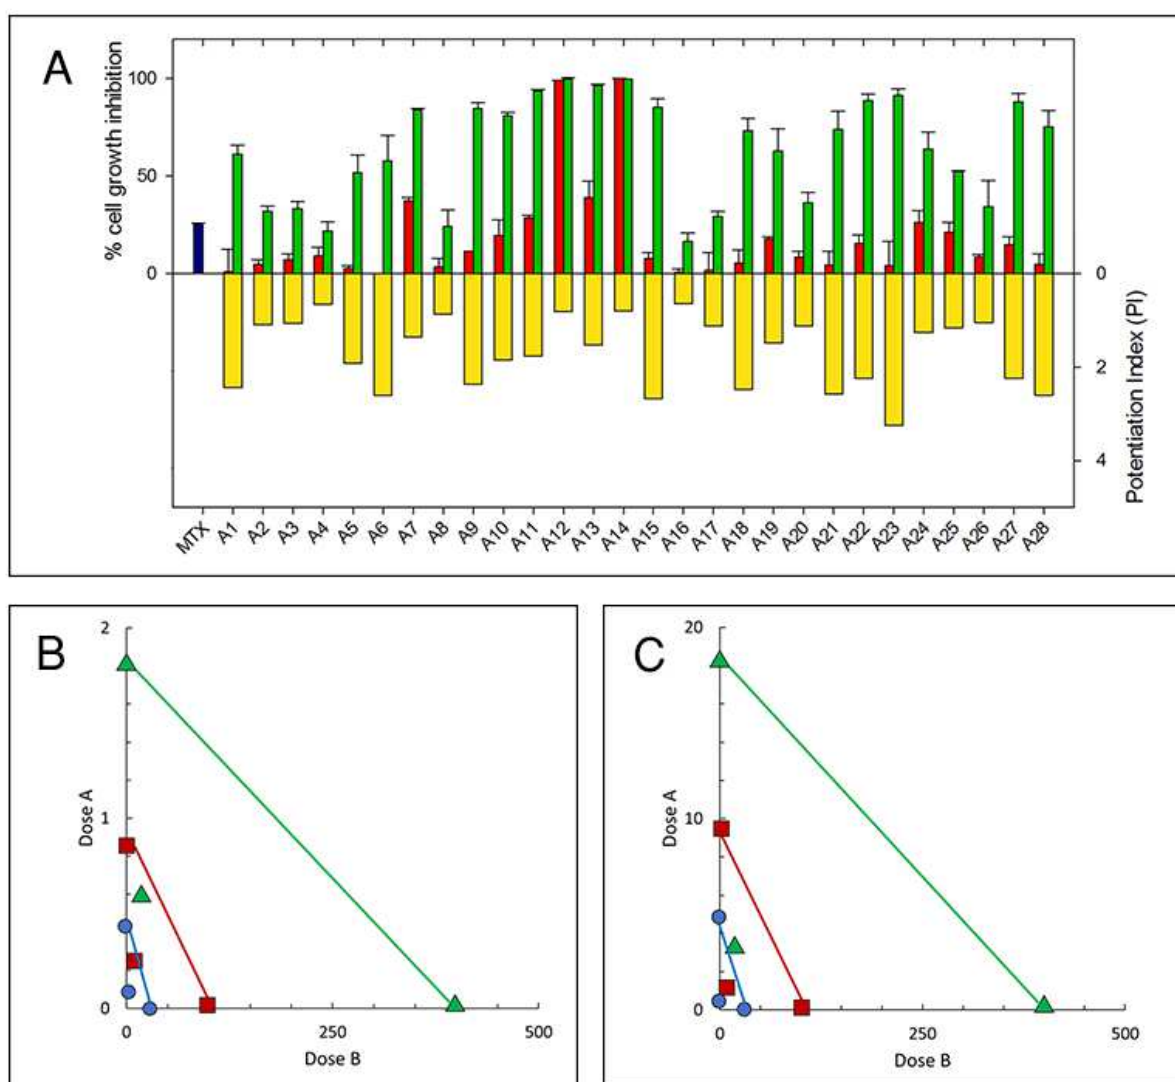 A
% cell growth inhibition
100
50
0
0
2
4
Potentiation Index (PI)
MTX
A1
A2
A3
A4
A5
A6
A7
A8
A9
A10
A11
A12
A13
A14
A15
A16
A17
A18
A19
A20
A21
A22
A23
A24
A25
A26
A27
A28
B
2
1
0
Dose A
0
250
500
Dose B
C
20
10
0
Dose A
0
250
500
Dose B